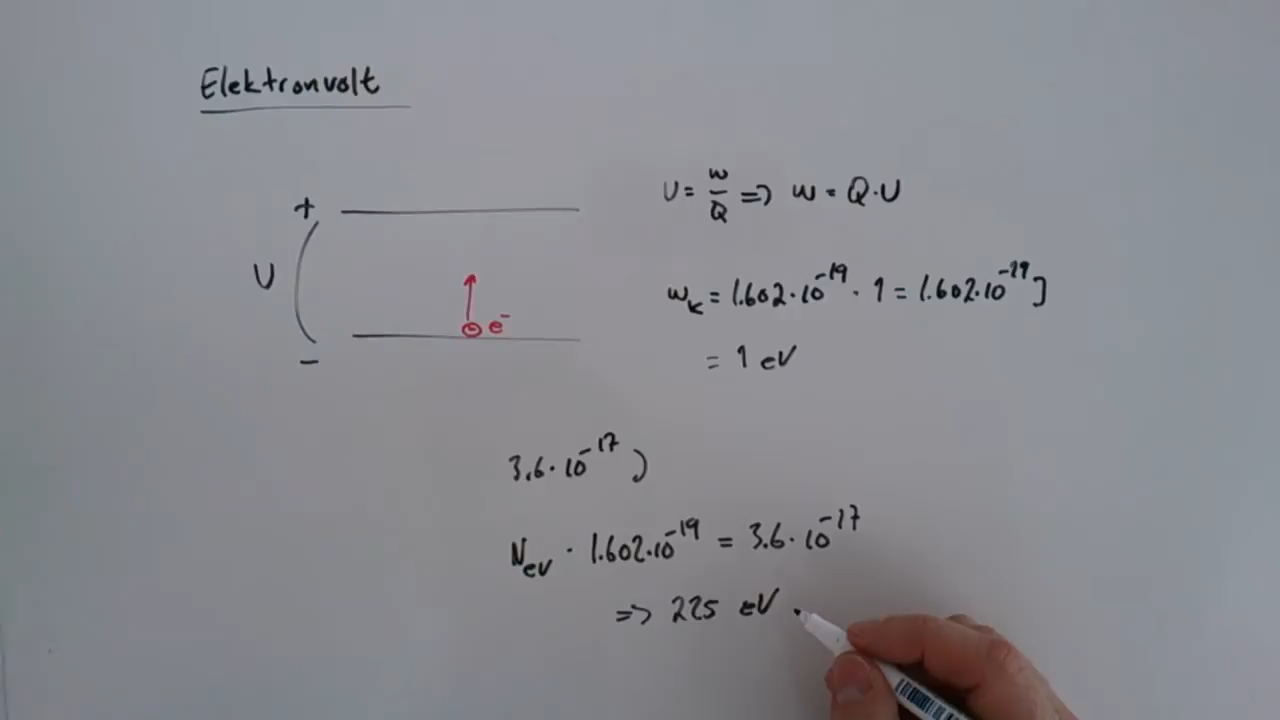 Elektronvolt
+
U
-
e⁻
U = W/Q => W = Q·U
W_K = 1.602·10⁻¹⁹ · 1 = 1.602·10⁻¹⁹ J
= 1 eV
3.6·10⁻¹⁷ J
N_eV · 1.602·10⁻¹⁹ = 3.6·10⁻¹⁷
=> 225 eV